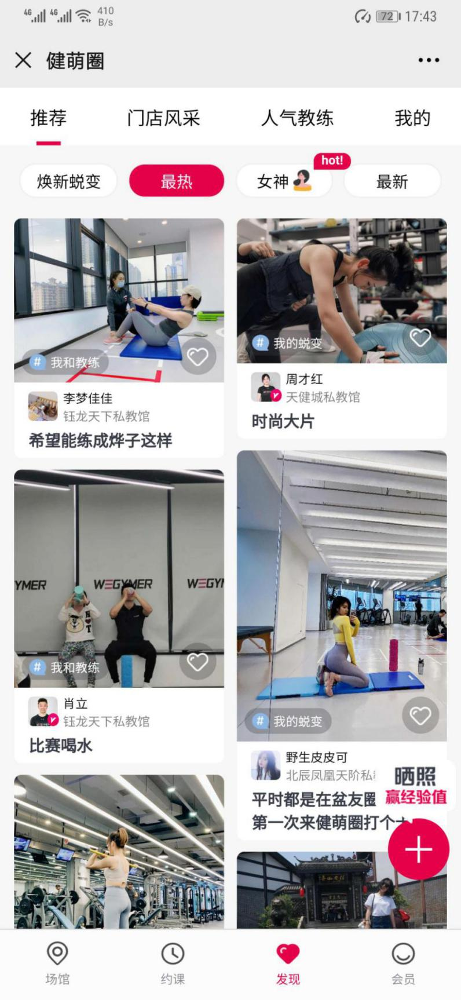 4G 4G 410 B/s 72 17:43
健萌圈
推荐 门店风采 人气教练 我的
hot!
焕新蜕变 最热 女神 最新
# 我和教练
李梦佳佳
钰龙天下私教馆
希望能练成烨子这样
# 我的蜕变
周才红
天健城私教馆
时尚大片
YMER WEGYMER WEGYM
# 我和教练
肖立
钰龙天下私教馆
比赛喝水
# 我的蜕变
野生皮皮可
北辰凤凰天阶私
平时都是在盆友圈
第一次来健萌圈打个
晒照
赢经验值
场馆 约课 发现 会员